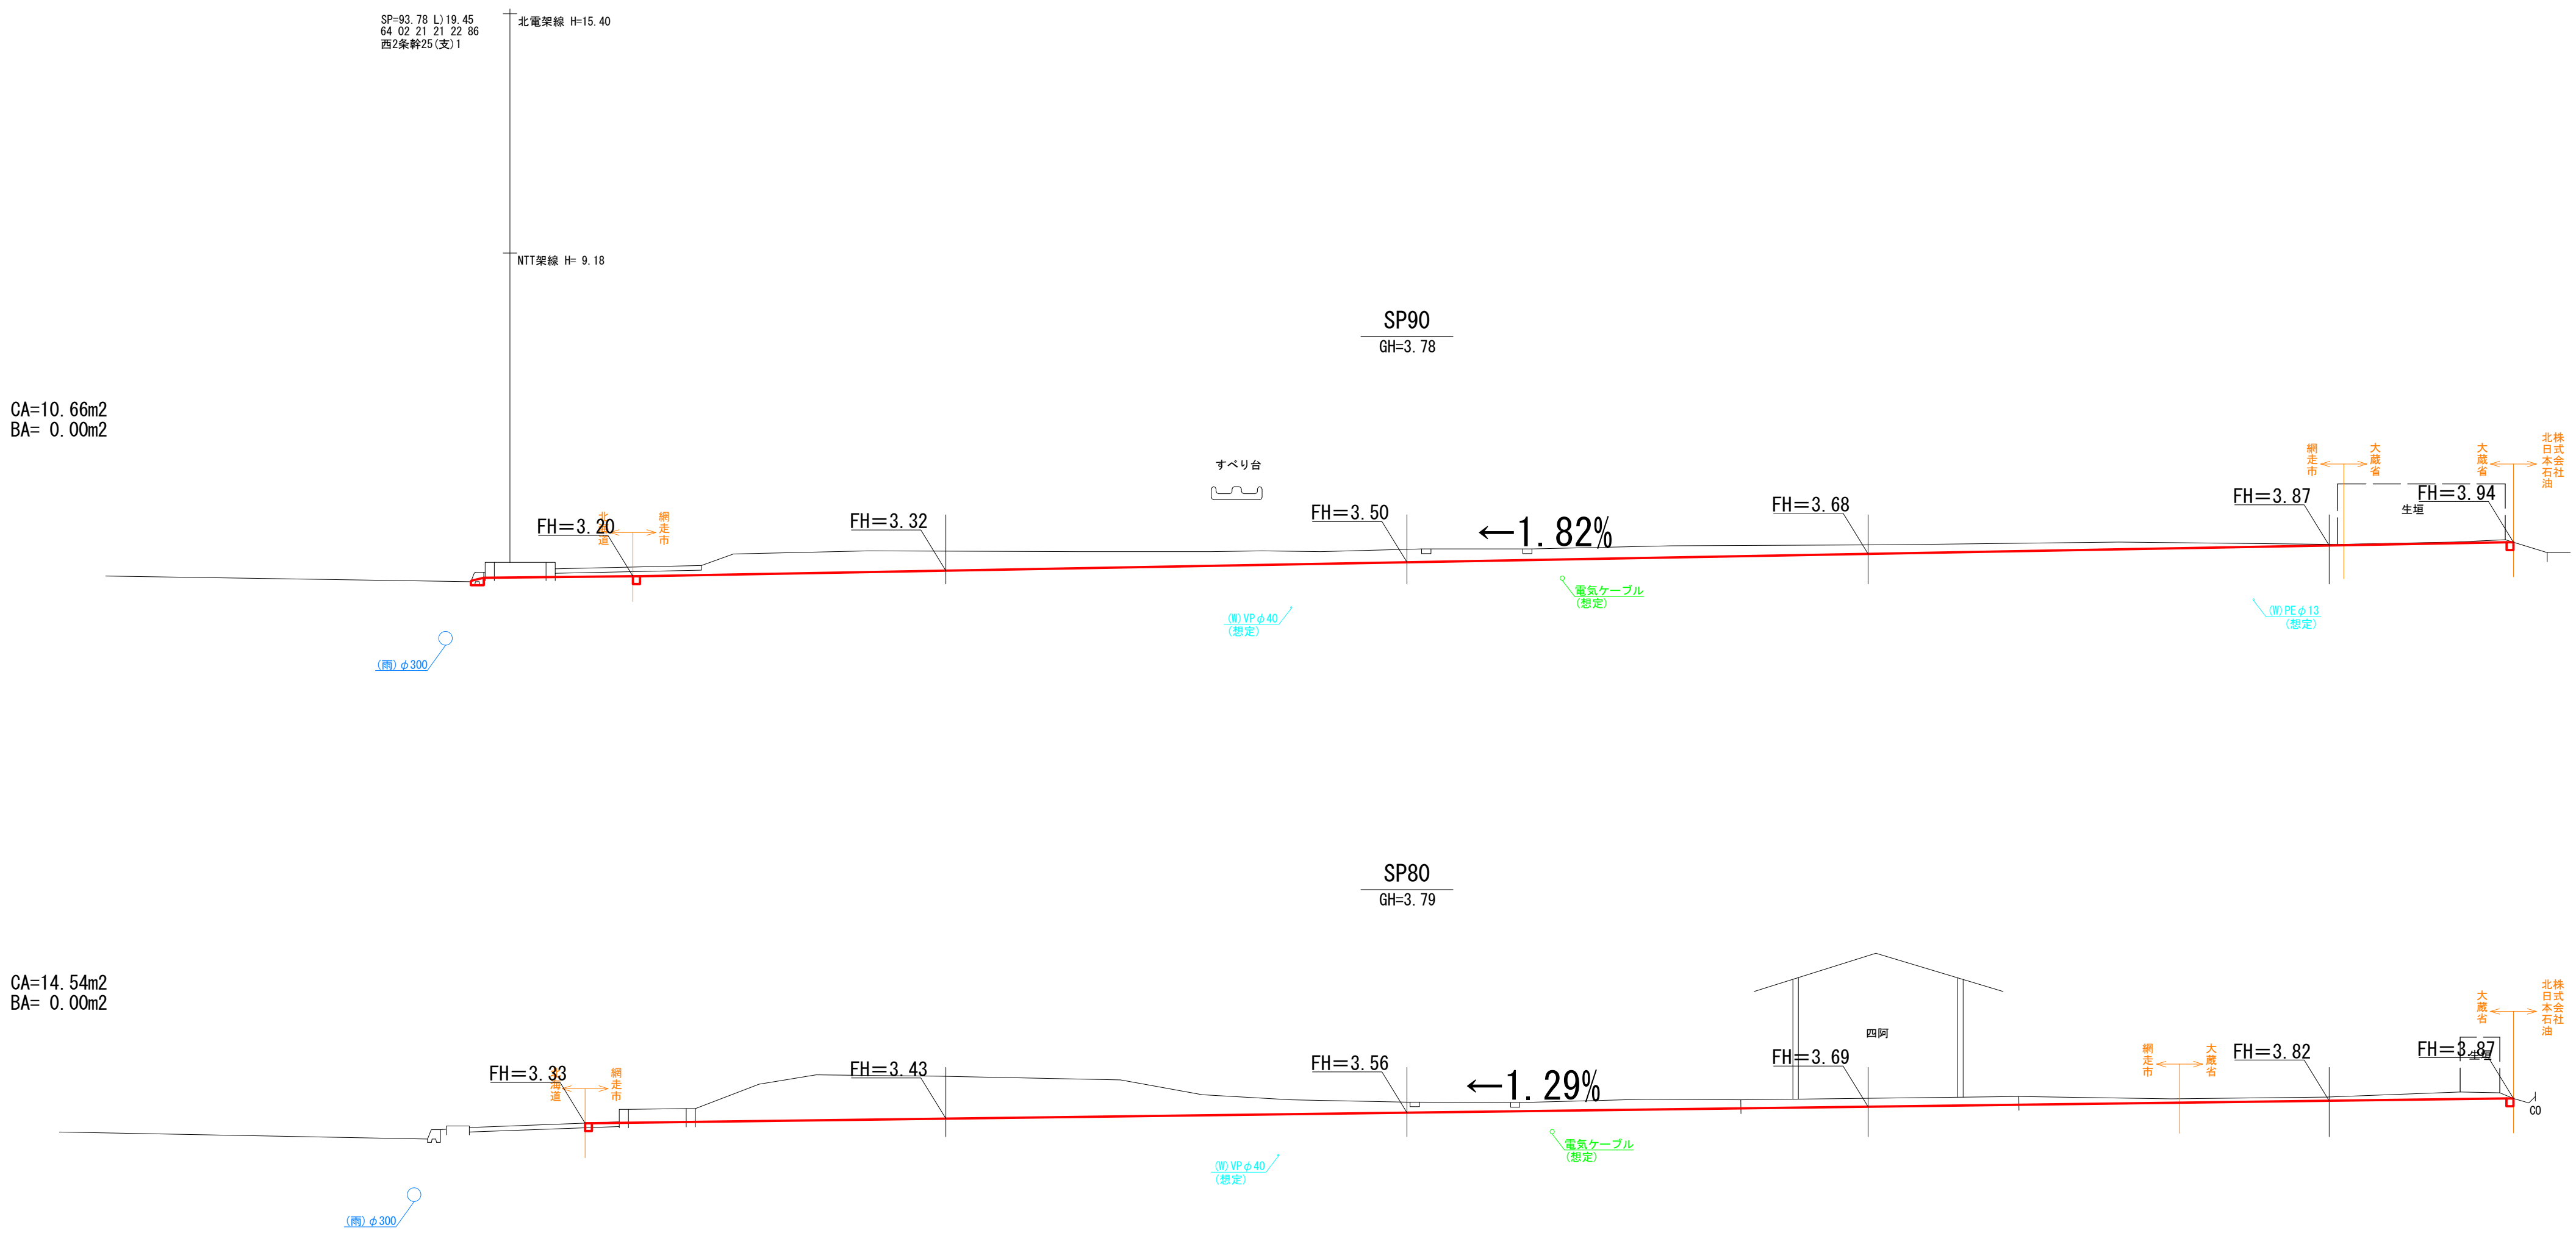 SP=93.78 L)19.45
64 02 21 21 22 86
西2条幹25(支)1
北電架線 H=15.40
NTT架線 H= 9.18
SP90
GH=3.78
CA=10.66m2
BA= 0.00m2
すべり台
網走市
大蔵省
大蔵省
株式会社
北日本石油
生垣
網走市
FH=3.20
FH=3.32
FH=3.50
←1.82%
FH=3.68
FH=3.87
FH=3.94
電気ケーブル
(想定)
(W)VPφ40
(想定)
(W)PEφ13
(想定)
(雨)φ300
SP80
GH=3.79
CA=14.54m2
BA= 0.00m2
四阿
大蔵省
株式会社
北日本石油
網走市
大蔵省
網走市
FH=3.33
FH=3.43
FH=3.56
←1.29%
FH=3.69
FH=3.82
FH=3.87
生垣
CO
電気ケーブル
(想定)
(W)VPφ40
(想定)
(雨)φ300